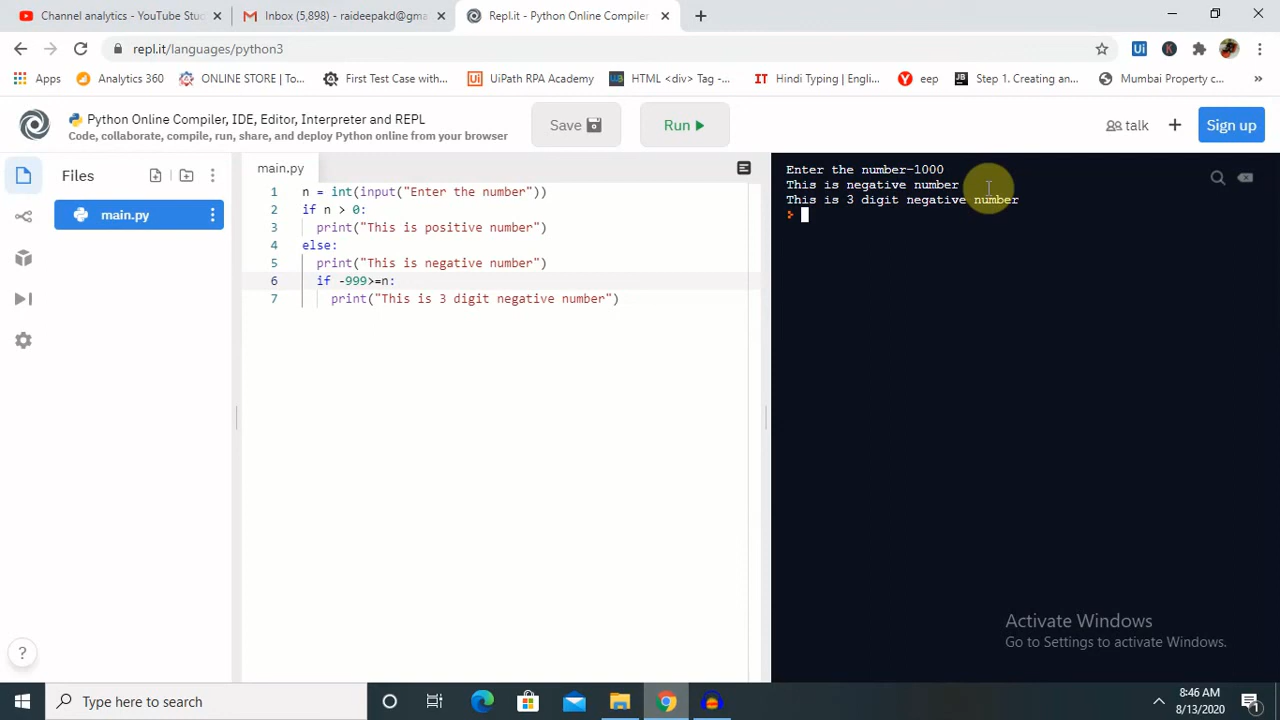 Channel analytics - YouTube Stu
Inbox (5,898) - raideepakd@gma
Repl.it - Python Online Compiler
repl.it/languages/python3
Ui
K
Apps
Analytics 360
ONLINE STORE | To...
First Test Case with...
UiPath RPA Academy
HTML <div> Tag -...
IT Hindi Typing | Engli...
eep
Step 1. Creating an...
Mumbai Property c...
»
Python Online Compiler, IDE, Editor, Interpreter and REPL
Code, collaborate, compile, run, share, and deploy Python online from your browser
Save
Run
talk
Sign up
Files
main.py
main.py
1 n = int(input("Enter the number"))
2 if n > 0:
3 print("This is positive number")
4 else:
5 print("This is negative number")
6 if -999>=n:
7 print("This is 3 digit negative number")
Enter the number-1000
This is negative number
This is 3 digit negative number
Activate Windows
Go to Settings to activate Windows.
?
Type here to search
8:46 AM
8/13/2020
1